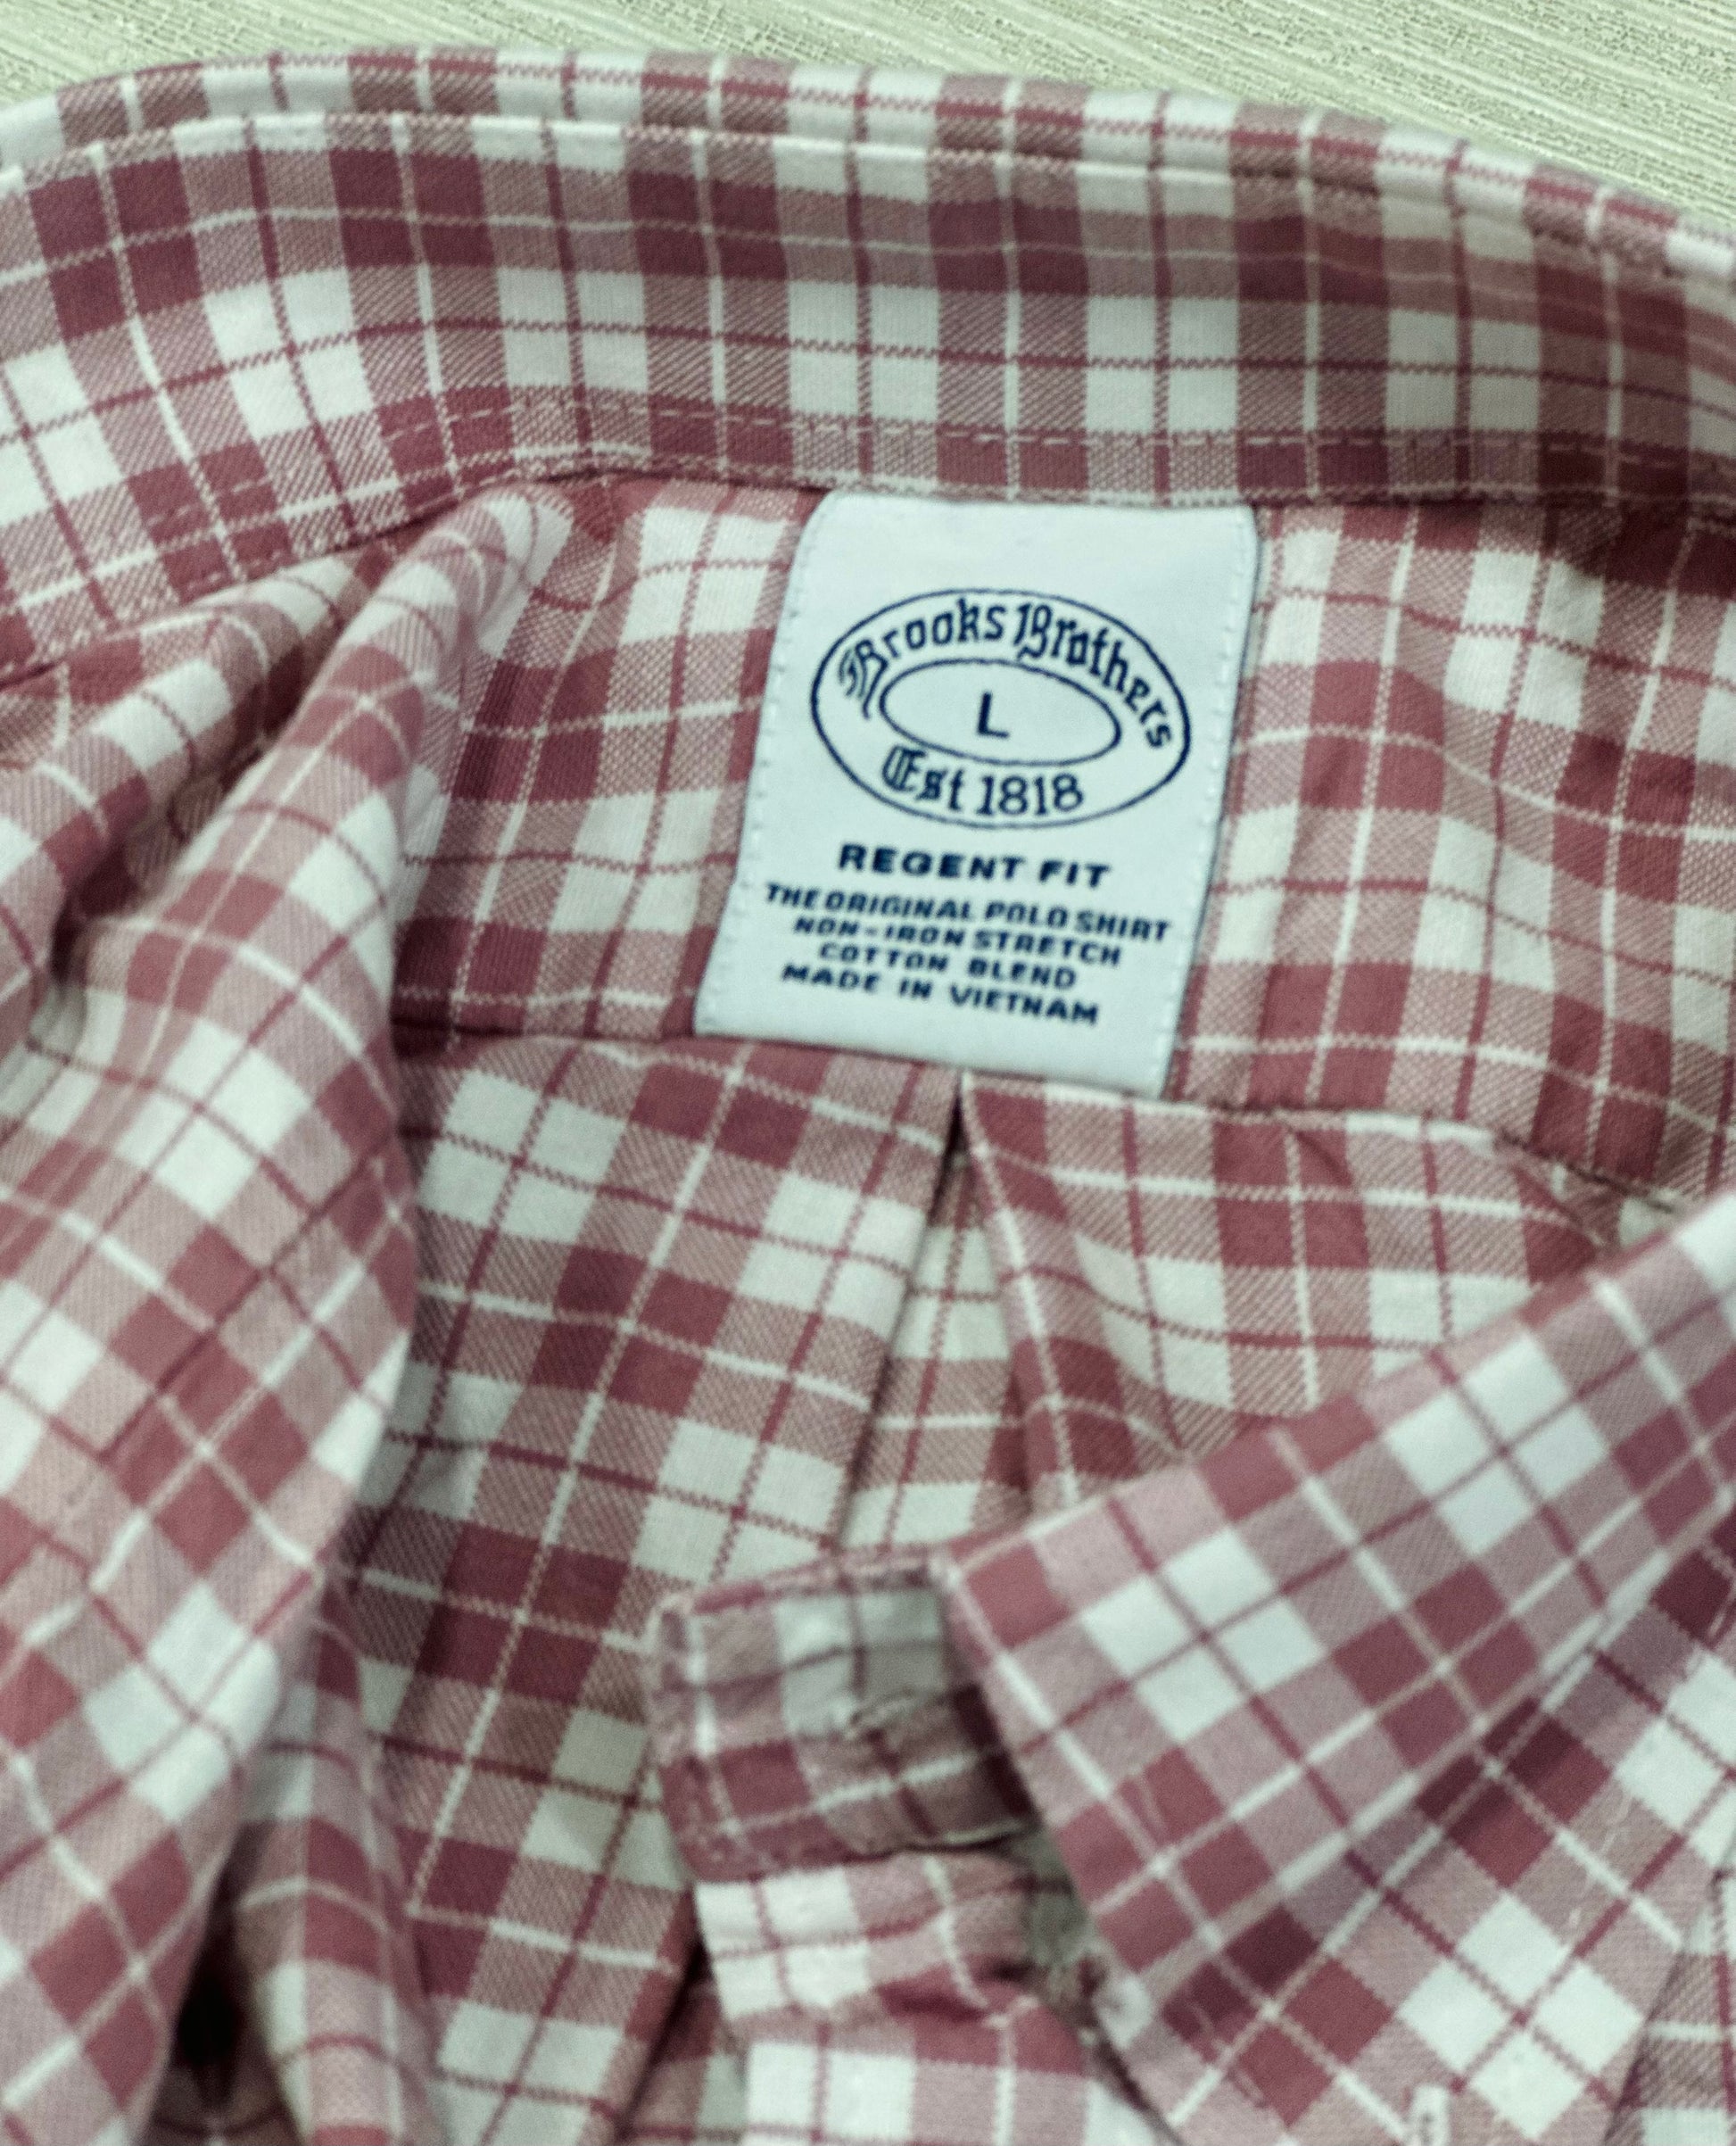 Brooks Brothers
L
Est 1818
REGENT FIT
THE ORIGINAL POLO SHIRT
NON-IRON STRETCH
COTTON BLEND
MADE IN VIETNAM